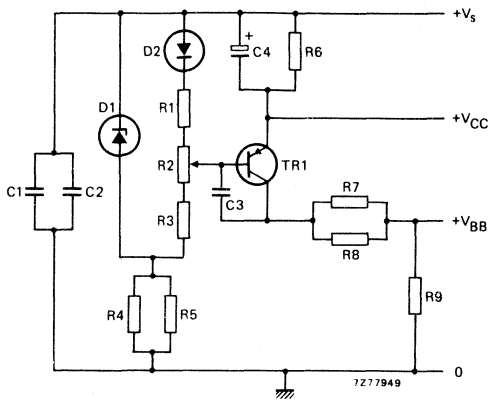 +Vs
D2
+
C4
R6
D1
R1
+VCC
R2
TR1
C1
C2
C3
R7
R3
+VBB
R8
R4
R5
R9
7Z77949
0